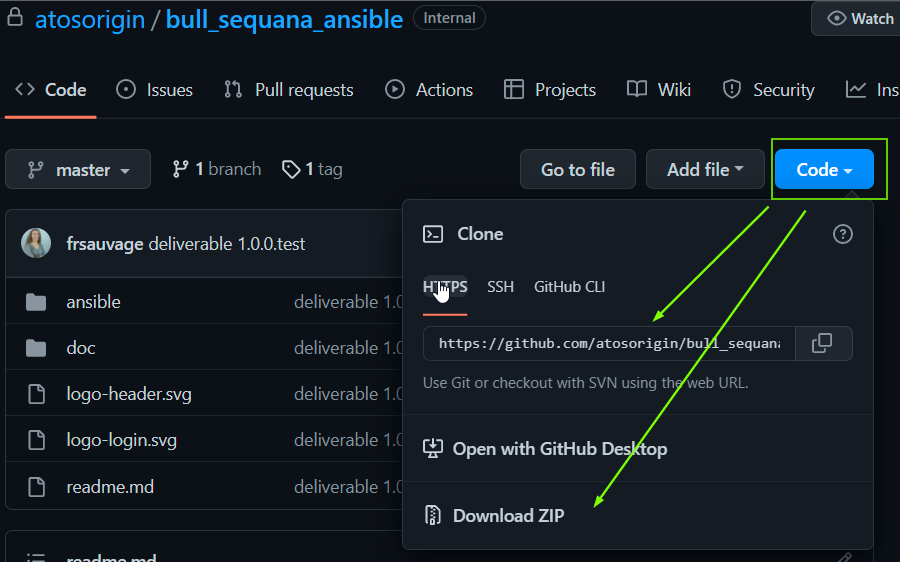 atosorigin / bull_sequana_ansible Internal Watch
Code Issues Pull requests Actions Projects Wiki Security Ins
master 1 branch 1 tag Go to file Add file Code
frsauvage deliverable 1.0.0.test
Clone
HTTPS SSH GitHub CLI
ansible deliverable 1.0
https://github.com/atosorigin/bull_sequana
doc deliverable 1.0
Use Git or checkout with SVN using the web URL.
logo-header.svg deliverable 1.0
logo-login.svg deliverable 1.0
Open with GitHub Desktop
readme.md deliverable 1.0
Download ZIP
readme.md